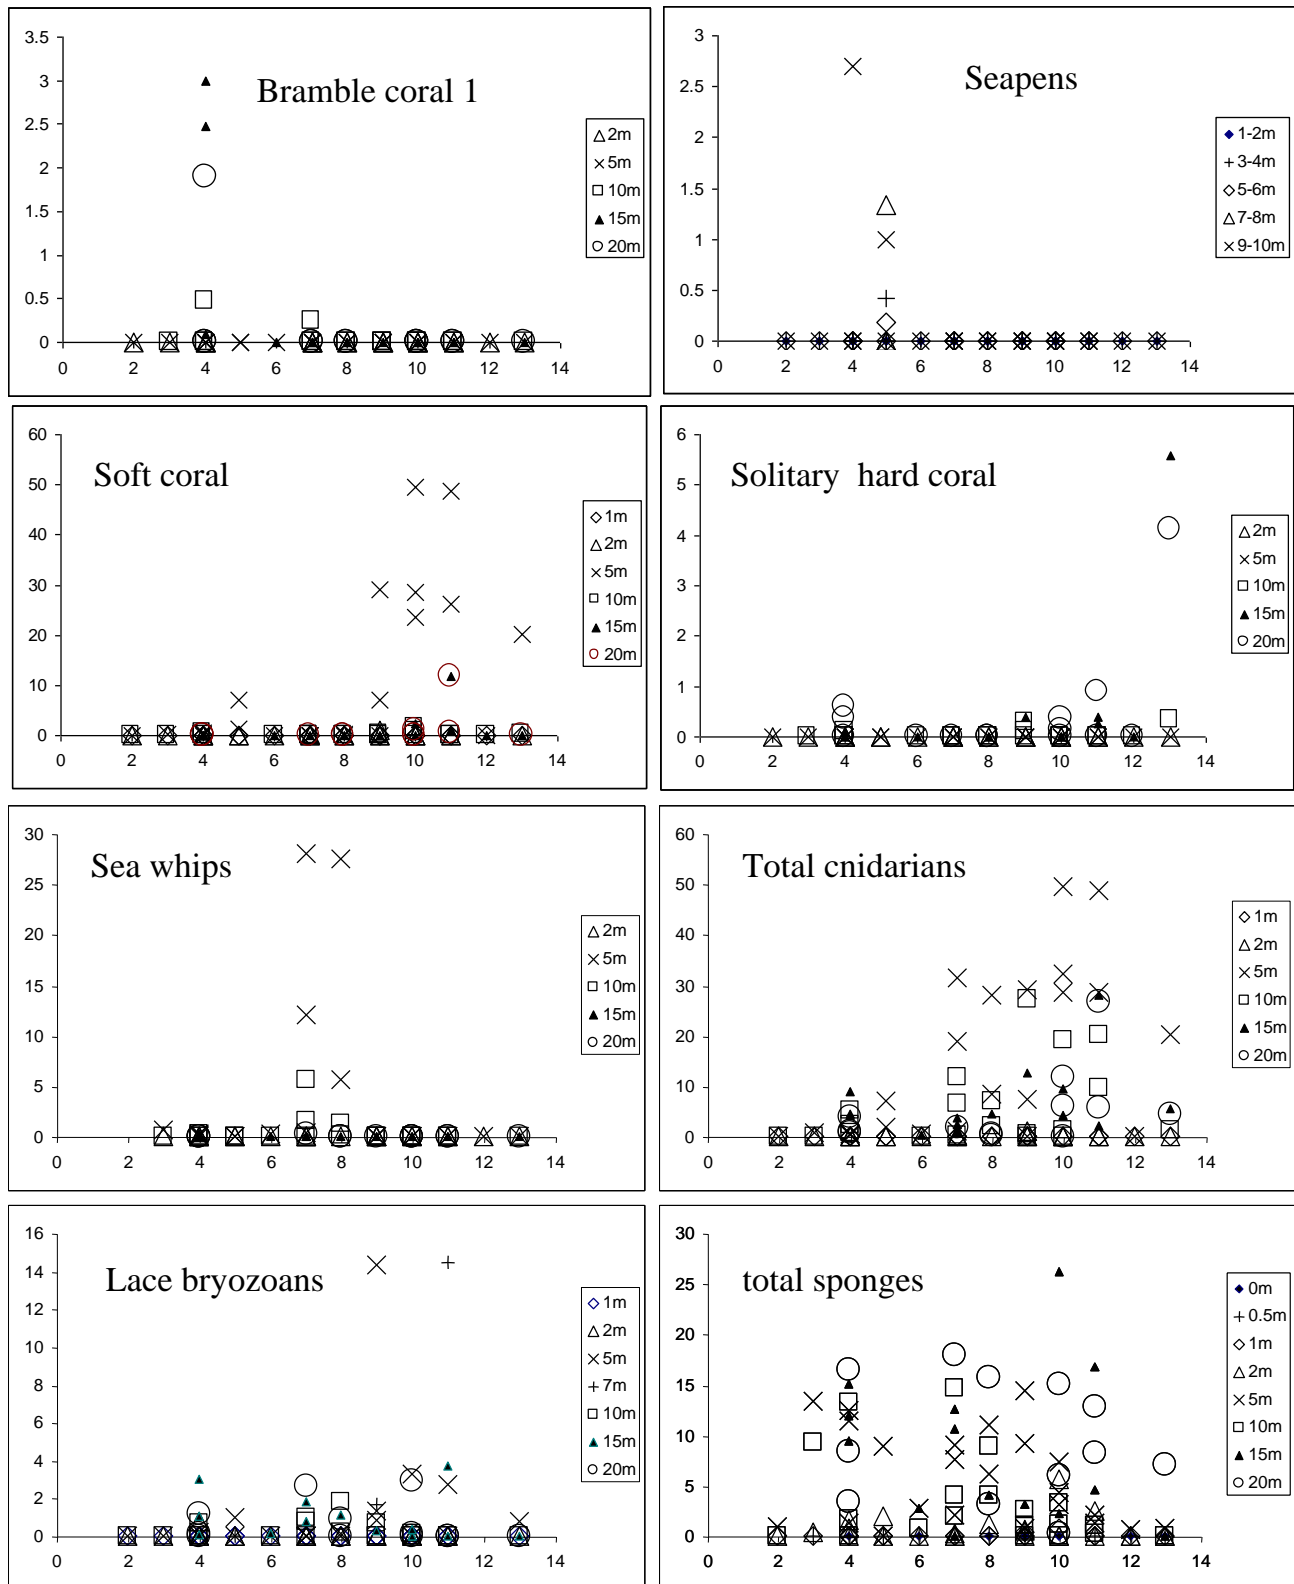 Bramble coral 1
3.5
3
2.5
2
1.5
1
0.5
0
0 2 4 6 8 10 12 14
2m
5m
10m
15m
20m
Seapens
3
2.5
2
1.5
1
0.5
0
0 2 4 6 8 10 12 14
1-2m
3-4m
5-6m
7-8m
9-10m
Soft coral
60
50
40
30
20
10
0
0 2 4 6 8 10 12 14
1m
2m
5m
10m
15m
20m
Solitary hard coral
6
5
4
3
2
1
0
0 2 4 6 8 10 12 14
2m
5m
10m
15m
20m
Sea whips
30
25
20
15
10
5
0
0 2 4 6 8 10 12 14
2m
5m
10m
15m
20m
Total cnidarians
60
50
40
30
20
10
0
0 2 4 6 8 10 12 14
1m
2m
5m
10m
15m
20m
Lace bryozoans
16
14
12
10
8
6
4
2
0
0 2 4 6 8 10 12 14
1m
2m
5m
7m
10m
15m
20m
total sponges
30
25
20
15
10
5
0
0 2 4 6 8 10 12 14
0m
0.5m
1m
2m
5m
10m
15m
20m